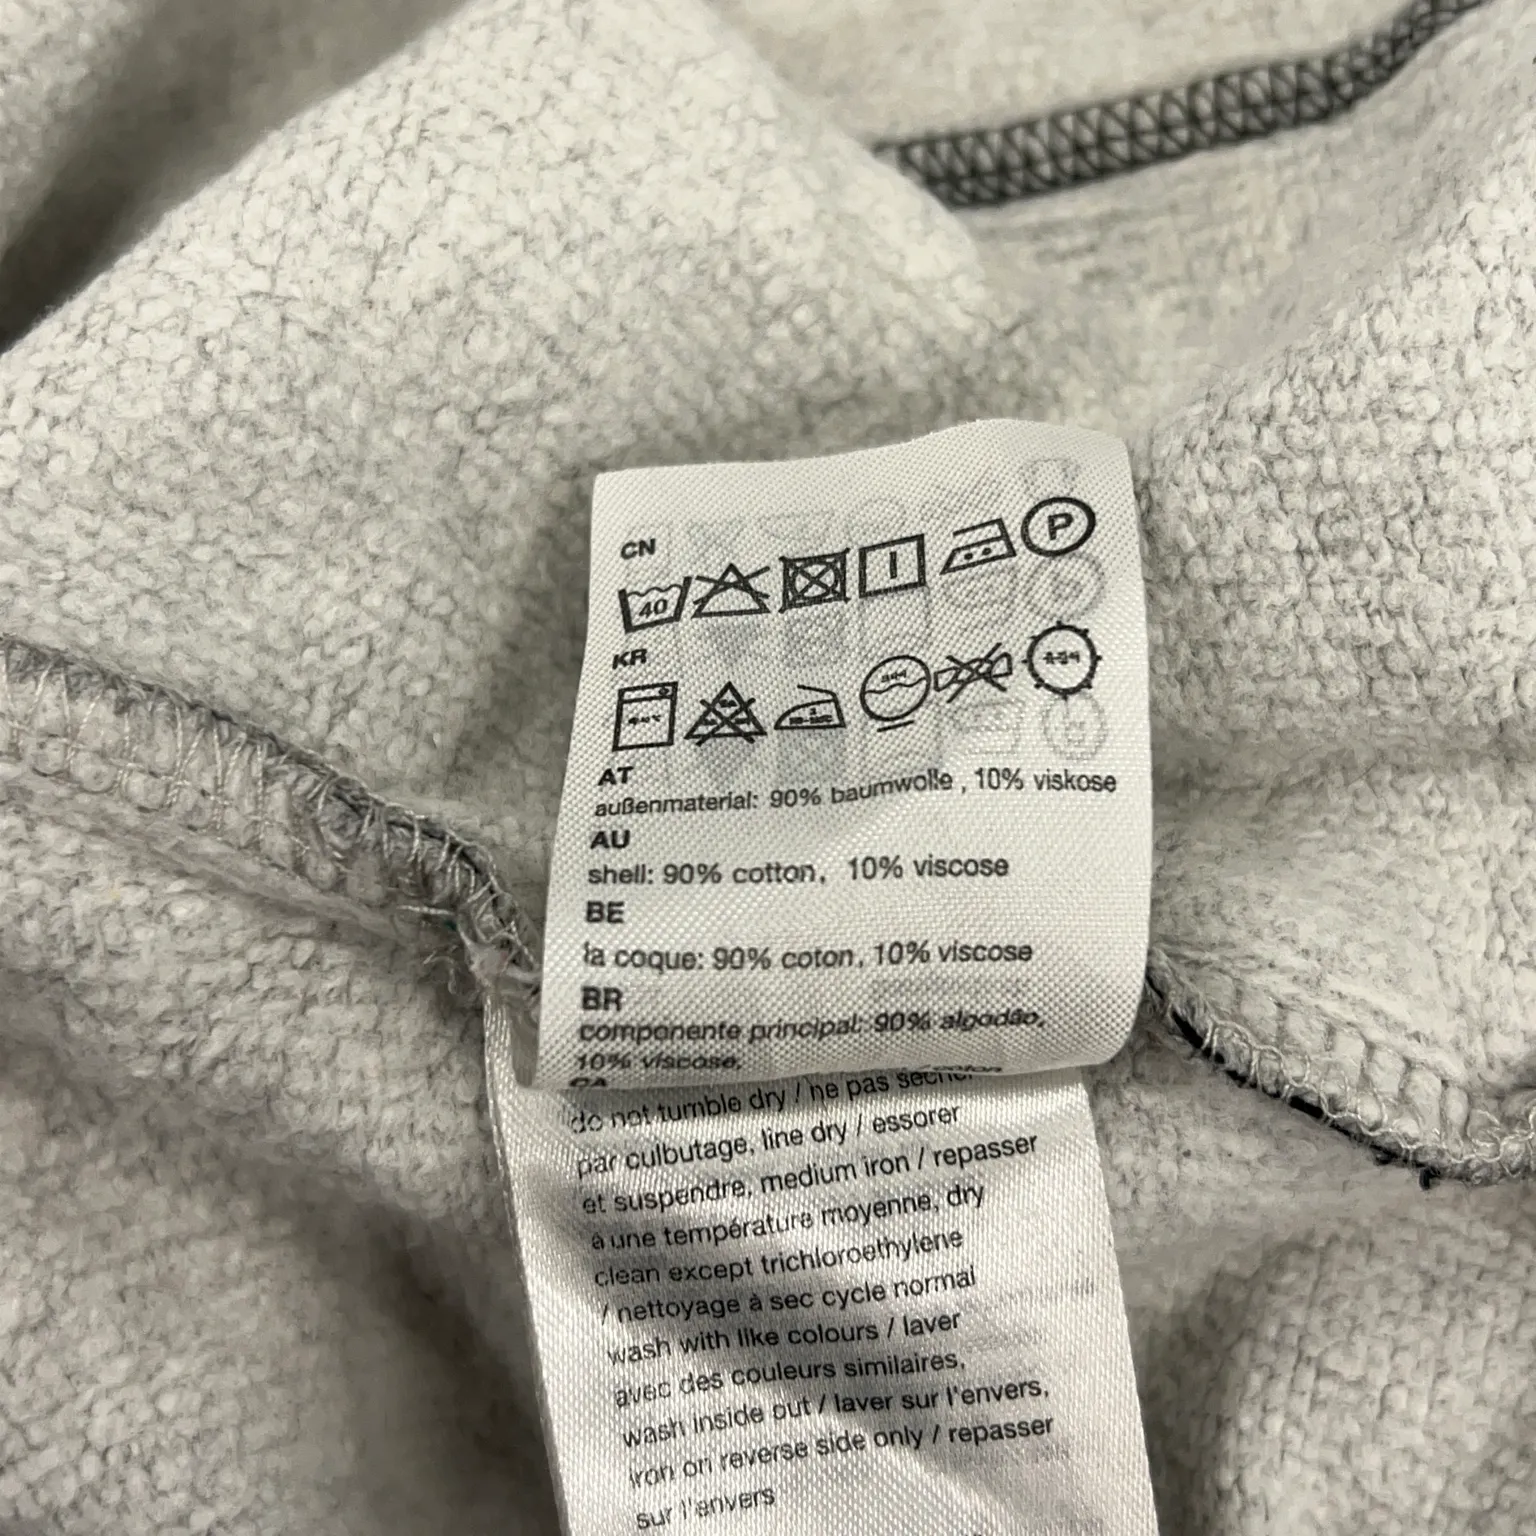 CN
40
P
KR
AT
außenmaterial: 90% baumwolle , 10% viskose
AU
shell: 90% cotton, 10% viscose
BE
la coque: 90% coton, 10% viscose
BR
componente principal: 90% algodão,
10% viscose,
CA
do not tumble dry / ne pas sécher
par culbutage, line dry / essorer
et suspendre, medium iron / repasser
à une température moyenne, dry
clean except trichloroethylene
/ nettoyage à sec cycle normal
wash with like colours / laver
avec des couleurs similaires,
wash inside out / laver sur l'envers,
iron on reverse side only / repasser
sur l'envers